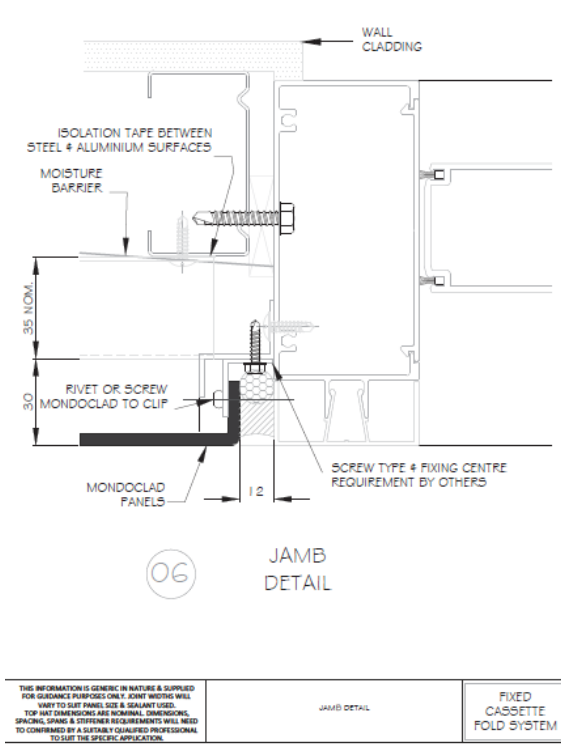 WALL
CLADDING
ISOLATION TAPE BETWEEN
STEEL & ALUMINIUM SURFACES
MOISTURE
BARRIER
35 NOM.
30
RIVET OR SCREW
MONDOCLAD TO CLIP
SCREW TYPE & FIXING CENTRE
REQUIREMENT BY OTHERS
MONDOCLAD
PANELS
12
06
JAMB
DETAIL
THIS INFORMATION IS GENERIC IN NATURE & SUPPLIED
FOR GUIDANCE PURPOSES ONLY. JOINT WIDTHS WILL
VARY TO SUIT PANEL SIZE & SEALANT USED.
TOP HAT DIMENSIONS ARE NOMINAL. DIMENSIONS,
SPACING, SPANS & STIFFENER REQUIREMENTS WILL NEED
TO CONFIRMED BY A SUITABLY QUALIFIED PROFESSIONAL
TO SUIT THE SPECIFIC APPLICATION.
JAMB DETAIL
FIXED
CASSETTE
FOLD SYSTEM